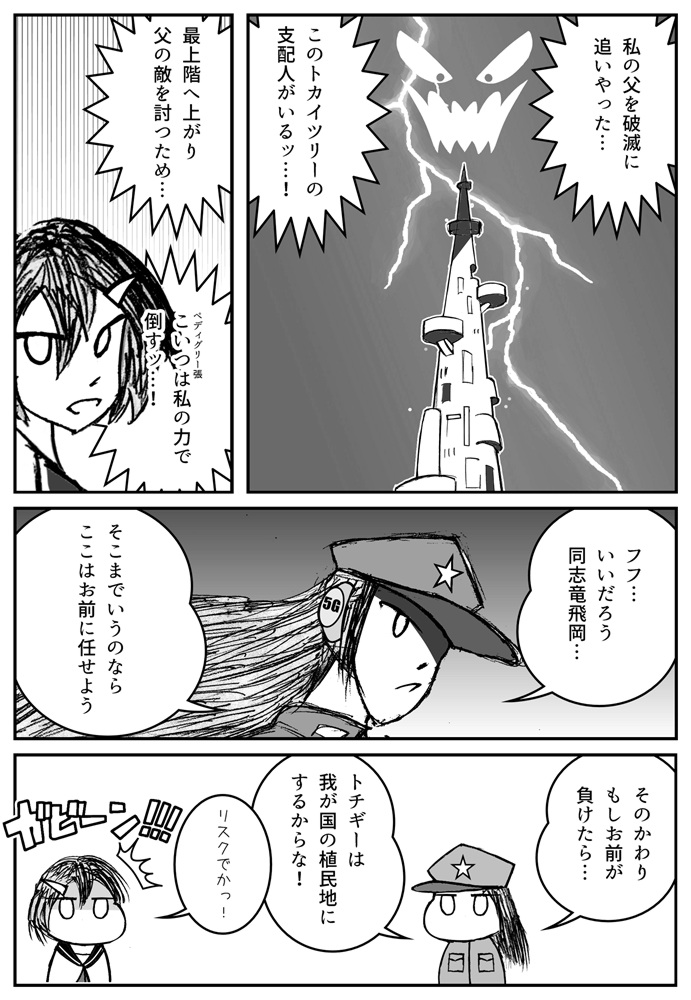 私の父を破滅に
追いやった…
このトカイツリーの
支配人がいるッ…!
最上階へ上がり
父の敵を討つため…
ペディグリー張
こいつは私の力で
倒すッ…!
フフ…
いいだろう
同志竜飛岡…
5G
そこまでいうのなら
ここはお前に任せよう
そのかわり
もしお前が
負けたら…
トチギーは
我が国の植民地に
するからな!
リスクでかっ!
ガビーン!!!